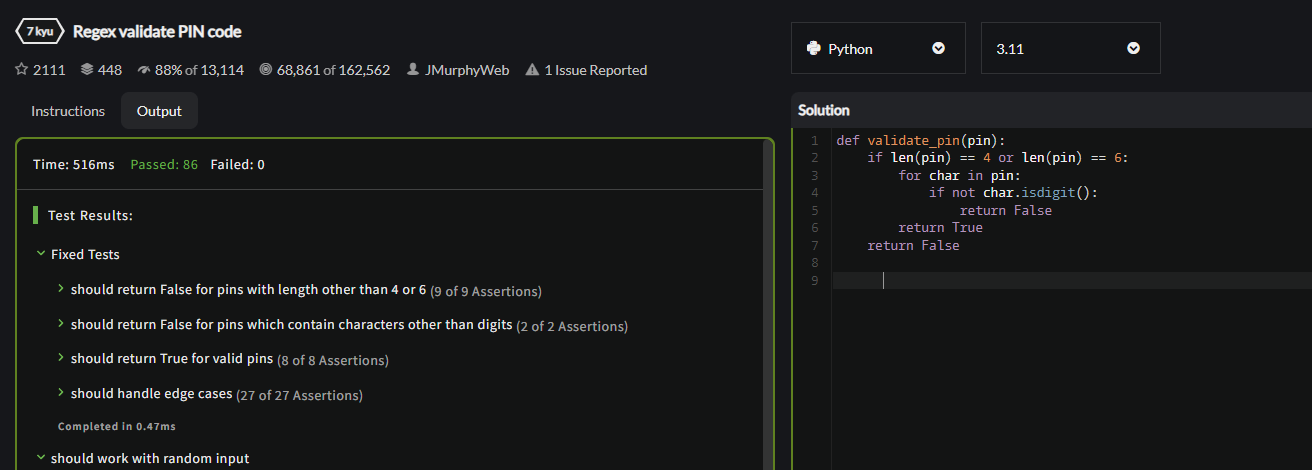 7 kyu Regex validate PIN code
2111 448 88% of 13,114 68,861 of 162,562 JMurphyWeb 1 Issue Reported
Instructions Output
Time: 516ms Passed: 86 Failed: 0
Test Results:
Fixed Tests
should return False for pins with length other than 4 or 6 (9 of 9 Assertions)
should return False for pins which contain characters other than digits (2 of 2 Assertions)
should return True for valid pins (8 of 8 Assertions)
should handle edge cases (27 of 27 Assertions)
Completed in 0.47ms
should work with random input
Python 3.11
Solution
1 def validate_pin(pin):
2     if len(pin) == 4 or len(pin) == 6:
3         for char in pin:
4             if not char.isdigit():
5                 return False
6         return True
7     return False
8
9